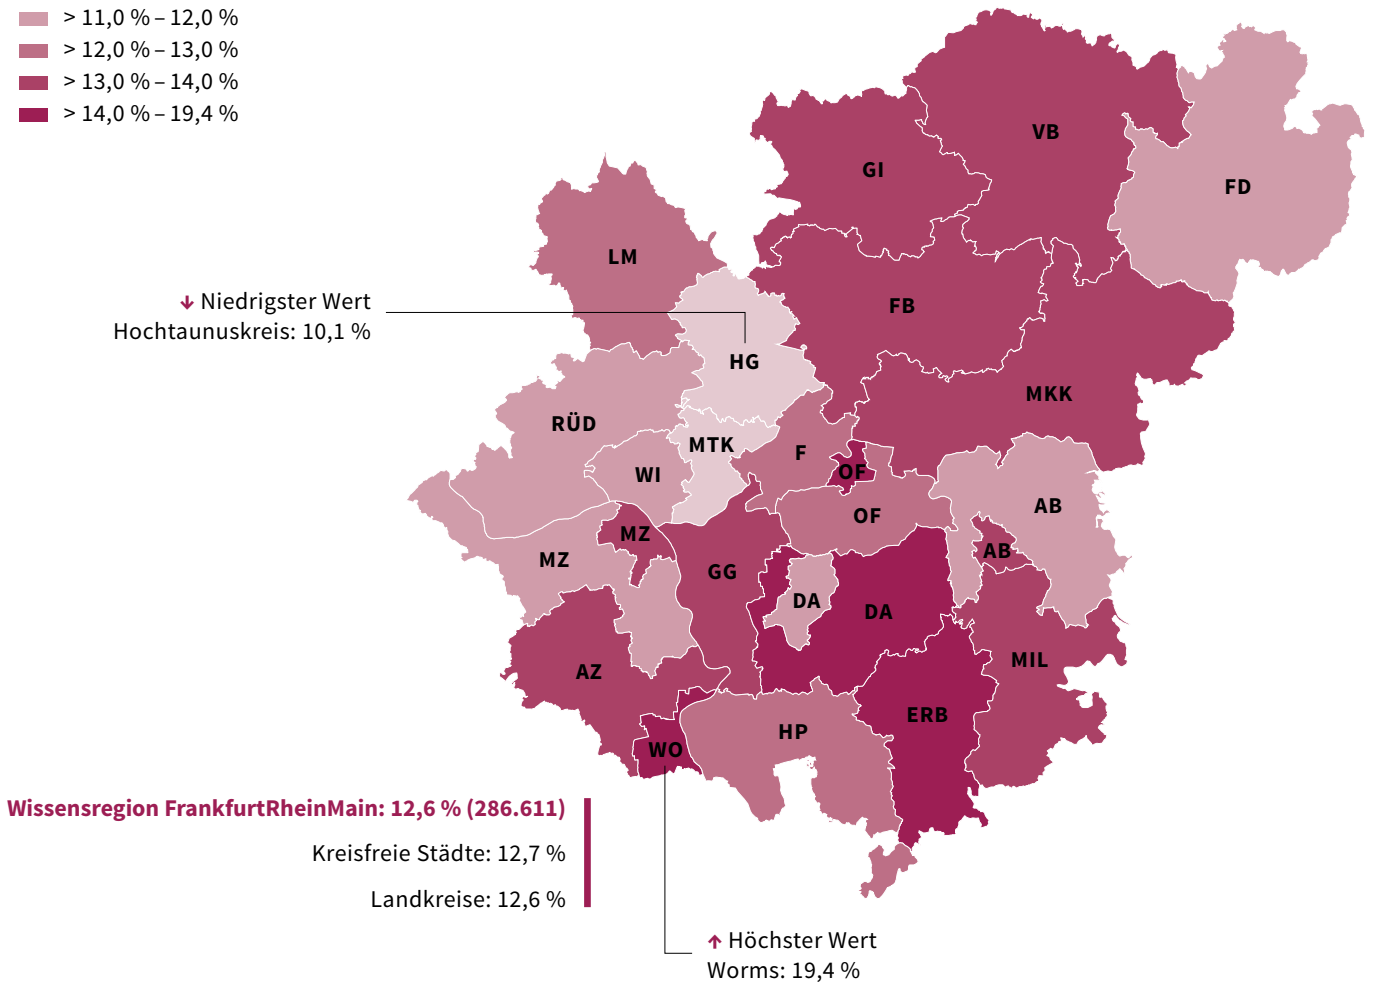 > 11,0 % – 12,0 %
> 12,0 % – 13,0 %
> 13,0 % – 14,0 %
> 14,0 % – 19,4 %
VB
GI
FD
LM
↓ Niedrigster Wert
Hochtaunuskreis: 10,1 %
FB
HG
MKK
RÜD
MTK
F
WI
OF
AB
OF
MZ
AB
MZ
GG
DA
DA
MIL
AZ
ERB
HP
WO
Wissensregion FrankfurtRheinMain: 12,6 % (286.611)
Kreisfreie Städte: 12,7 %
Landkreise: 12,6 %
↑ Höchster Wert
Worms: 19,4 %